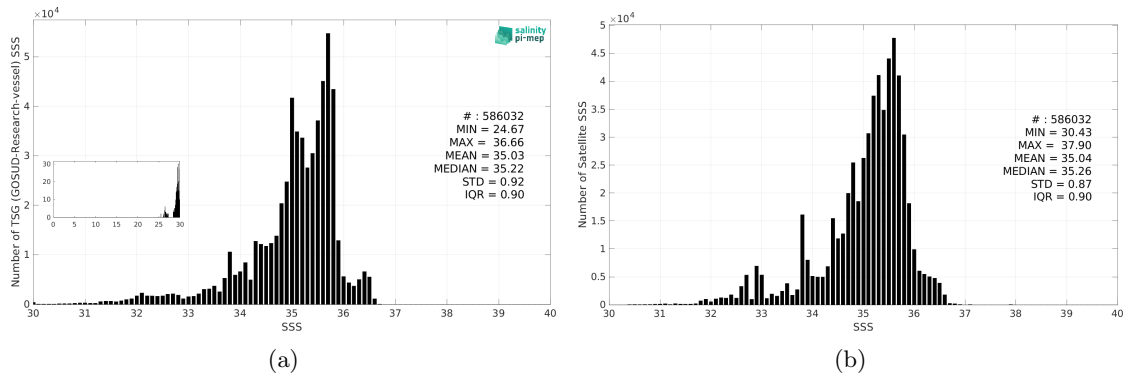 ×10⁴
6
5
4
3
2
1
0
Number of TSG (GOSUD-Research-vessel) SSS
30 31 32 33 34 35 36 37 38 39 40
SSS
salinity
pi-mep
# : 586032
MIN = 24.67
MAX = 36.66
MEAN = 35.03
MEDIAN = 35.22
STD = 0.92
IQR = 0.90
30
20
10
0
0 5 10 15 20 25 30
(a)
×10⁴
5
4.5
4
3.5
3
2.5
2
1.5
1
0.5
0
Number of Satellite SSS
30 31 32 33 34 35 36 37 38 39 40
SSS
# : 586032
MIN = 30.43
MAX = 37.90
MEAN = 35.04
MEDIAN = 35.26
STD = 0.87
IQR = 0.90
(b)